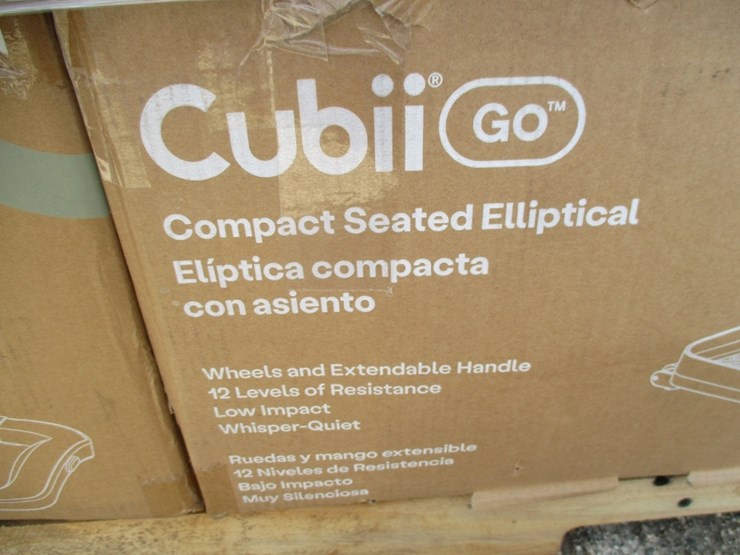 Cubii® GO™
Compact Seated Elliptical
Elíptica compacta
con asiento
Wheels and Extendable Handle
12 Levels of Resistance
Low Impact
Whisper-Quiet
Ruedas y mango extensible
12 Niveles de Resistencia
Bajo Impacto
Muy Silenciosa